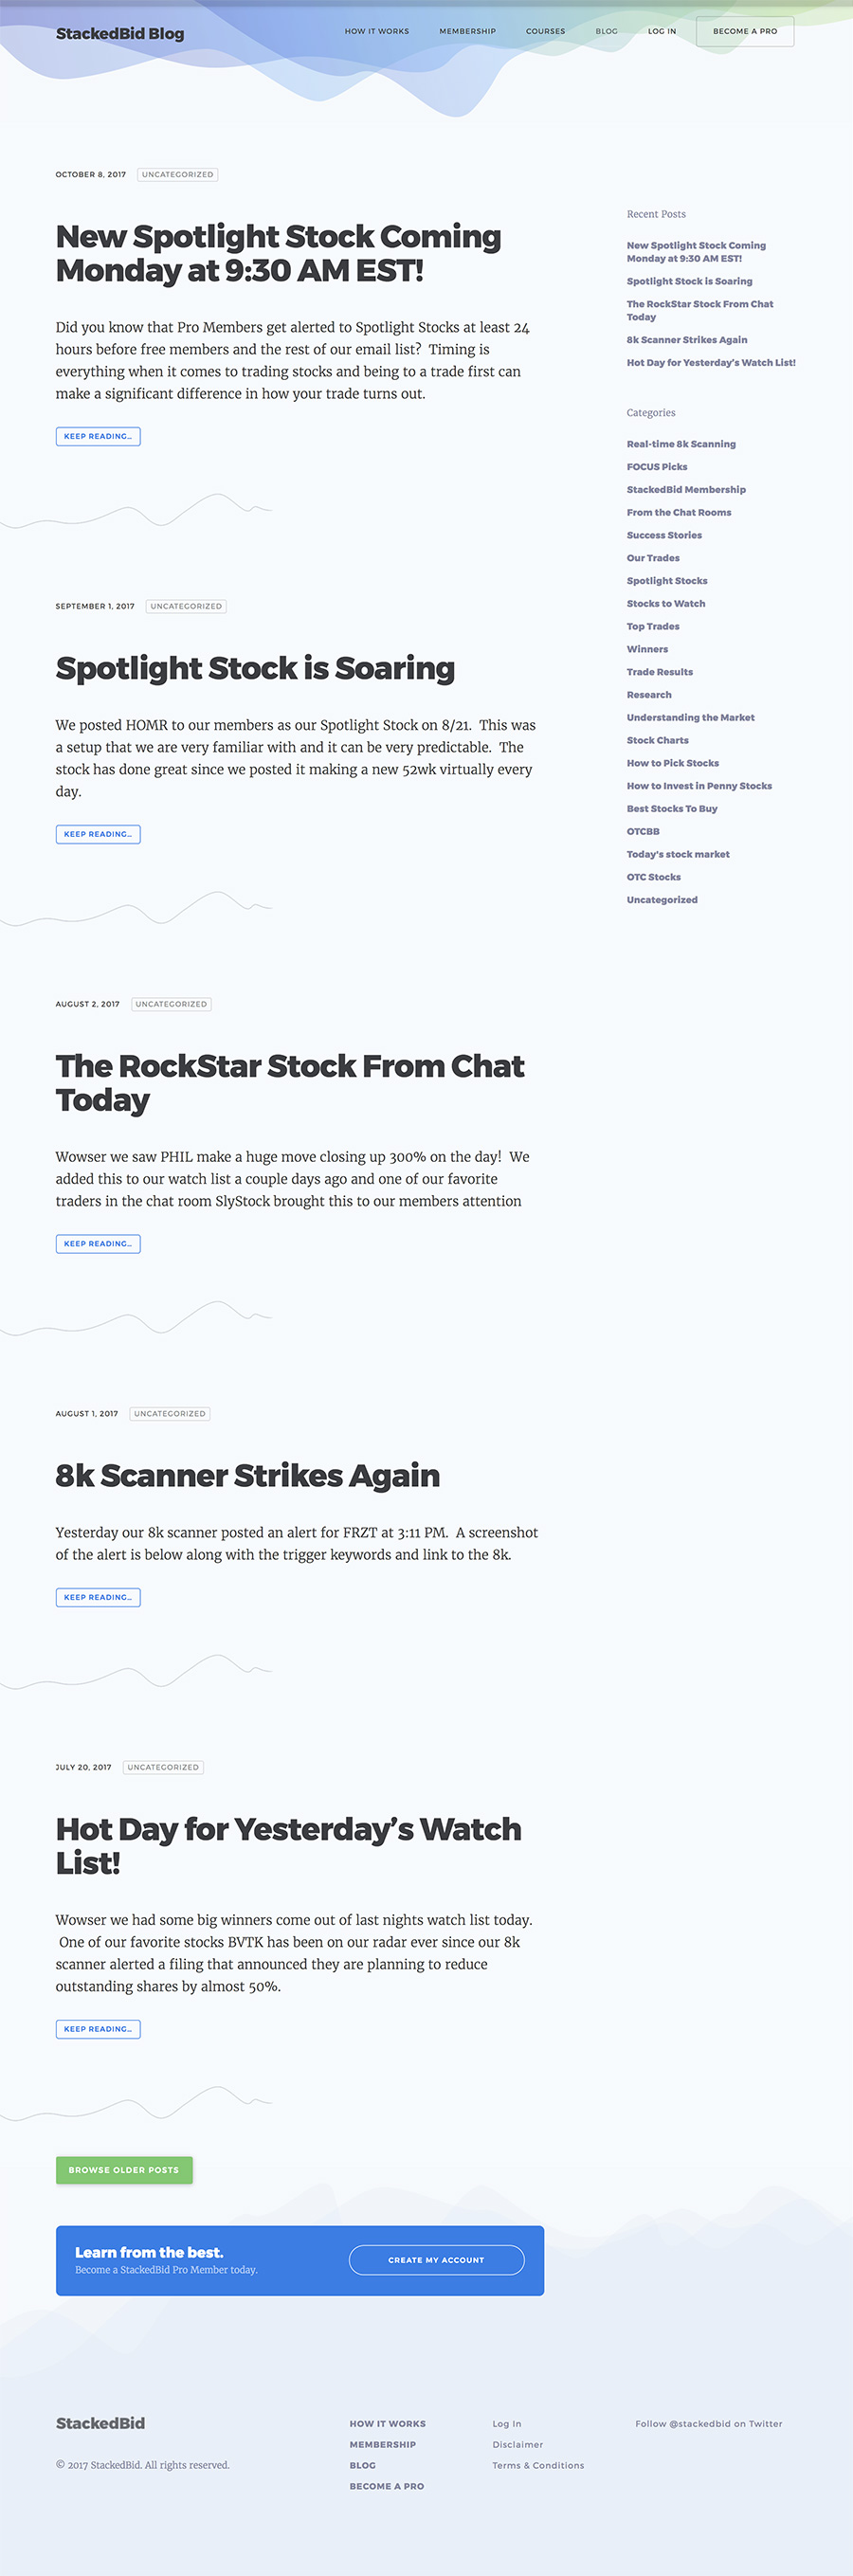 StackedBid Blog
HOW IT WORKS
MEMBERSHIP
COURSES
BLOG
LOG IN
BECOME A PRO
OCTOBER 8, 2017
UNCATEGORIZED
New Spotlight Stock Coming
Monday at 9:30 AM EST!
Did you know that Pro Members get alerted to Spotlight Stocks at least 24
hours before free members and the rest of our email list?  Timing is
everything when it comes to trading stocks and being to a trade first can
make a significant difference in how your trade turns out.
KEEP READING...
SEPTEMBER 1, 2017
UNCATEGORIZED
Spotlight Stock is Soaring
We posted HOMR to our members as our Spotlight Stock on 8/21.  This was
a setup that we are very familiar with and it can be very predictable.  The
stock has done great since we posted it making a new 52wk virtually every
day.
KEEP READING...
AUGUST 2, 2017
UNCATEGORIZED
The RockStar Stock From Chat
Today
Wowser we saw PHIL make a huge move closing up 300% on the day!  We
added this to our watch list a couple days ago and one of our favorite
traders in the chat room SlyStock brought this to our members attention
KEEP READING...
AUGUST 1, 2017
UNCATEGORIZED
8k Scanner Strikes Again
Yesterday our 8k scanner posted an alert for FRZT at 3:11 PM.  A screenshot
of the alert is below along with the trigger keywords and link to the 8k.
KEEP READING...
JULY 20, 2017
UNCATEGORIZED
Hot Day for Yesterday’s Watch
List!
Wowser we had some big winners come out of last nights watch list today.
One of our favorite stocks BVTK has been on our radar ever since our 8k
scanner alerted a filing that announced they are planning to reduce
outstanding shares by almost 50%.
KEEP READING...
BROWSE OLDER POSTS
Learn from the best.
Become a StackedBid Pro Member today.
CREATE MY ACCOUNT
Recent Posts
New Spotlight Stock Coming
Monday at 9:30 AM EST!
Spotlight Stock is Soaring
The RockStar Stock From Chat
Today
8k Scanner Strikes Again
Hot Day for Yesterday’s Watch List!
Categories
Real-time 8k Scanning
FOCUS Picks
StackedBid Membership
From the Chat Rooms
Success Stories
Our Trades
Spotlight Stocks
Stocks to Watch
Top Trades
Winners
Trade Results
Research
Understanding the Market
Stock Charts
How to Pick Stocks
How to Invest in Penny Stocks
Best Stocks To Buy
OTCBB
Today's stock market
OTC Stocks
Uncategorized
StackedBid
© 2017 StackedBid. All rights reserved.
HOW IT WORKS
MEMBERSHIP
BLOG
BECOME A PRO
Log In
Disclaimer
Terms & Conditions
Follow @stackedbid on Twitter